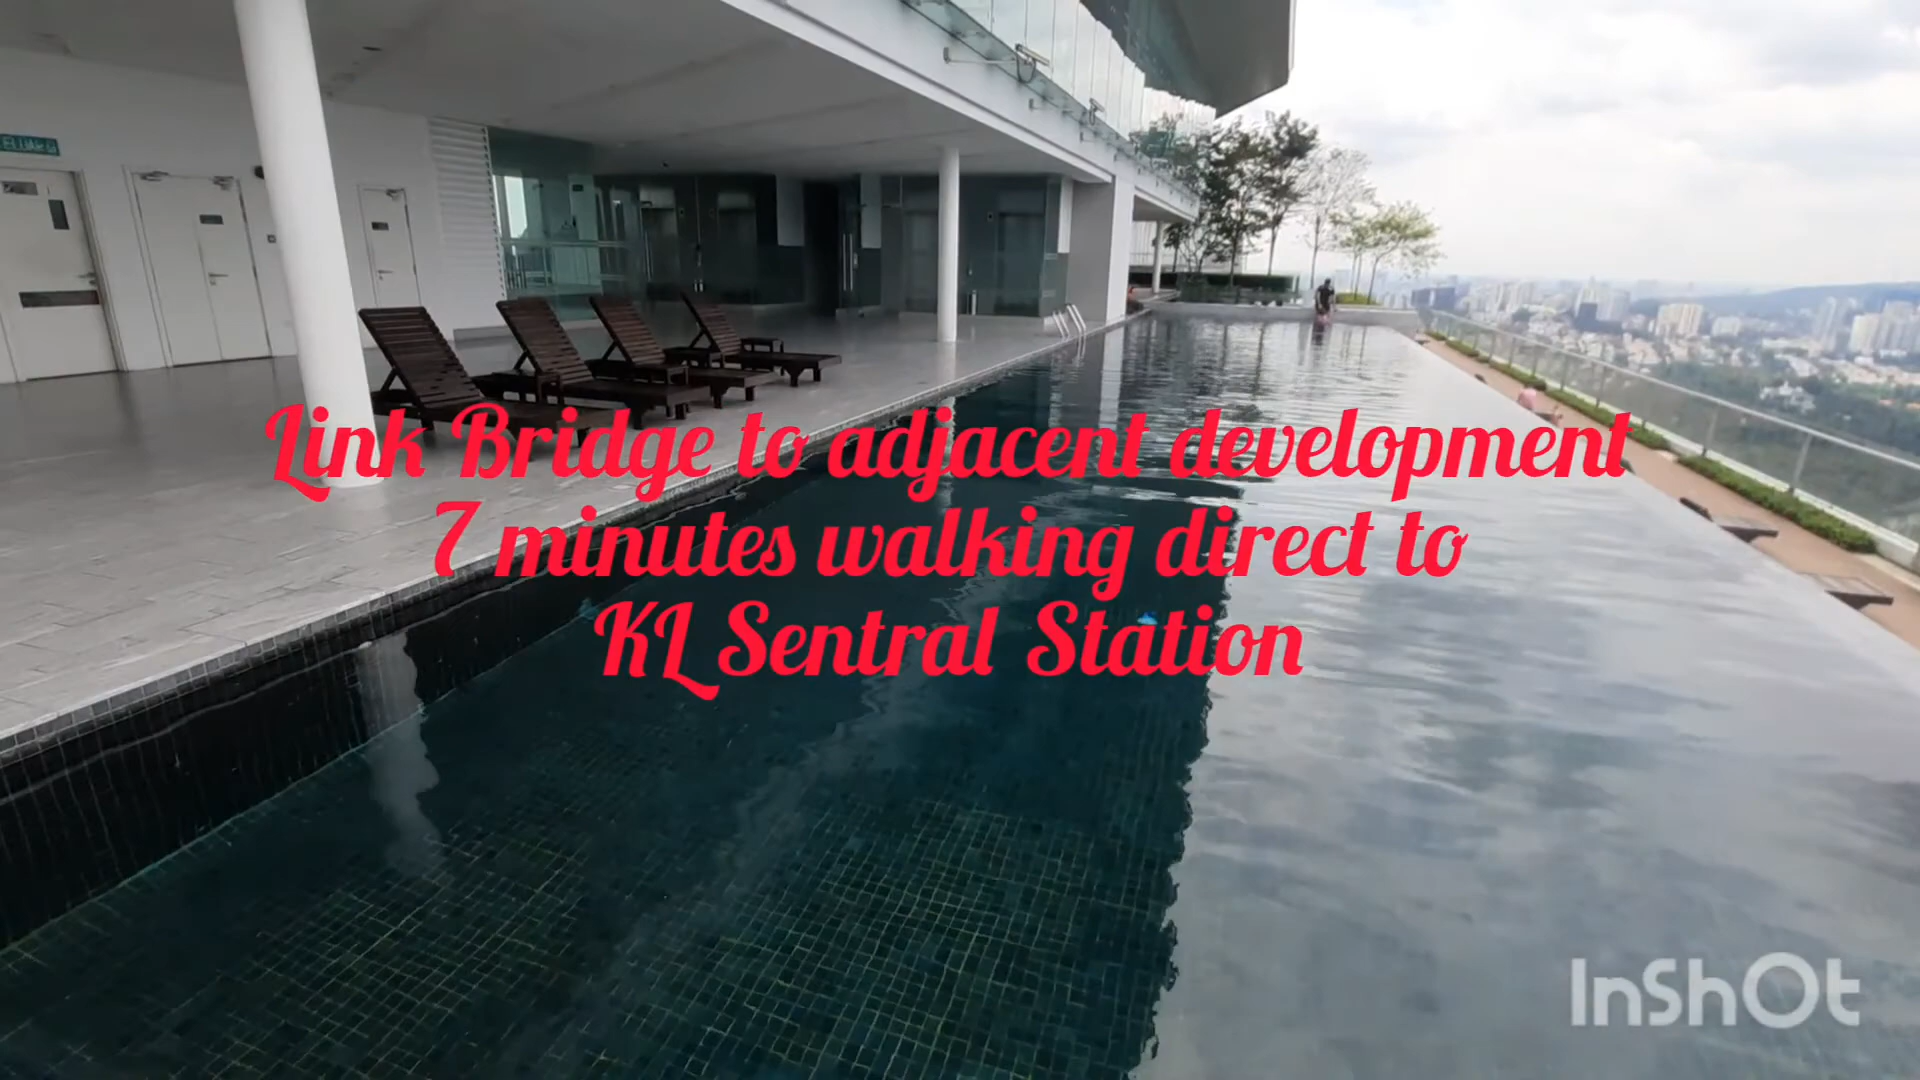 Link Bridge to adjacent development
7 minutes walking direct to
KL Sentral Station
InShOt